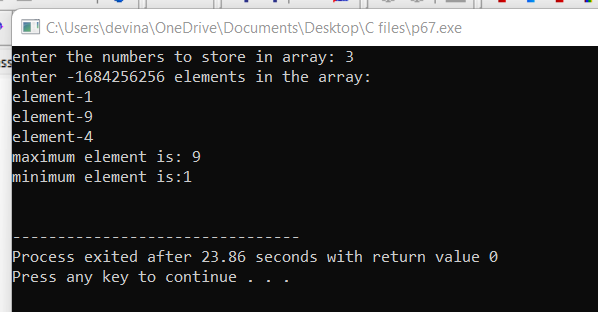 C:\Users\devina\OneDrive\Documents\Desktop\C files\p67.exe
enter the numbers to store in array: 3
enter -1684256256 elements in the array:
element-1
element-9
element-4
maximum element is: 9
minimum element is:1
--------------------------------
Process exited after 23.86 seconds with return value 0
Press any key to continue . . .